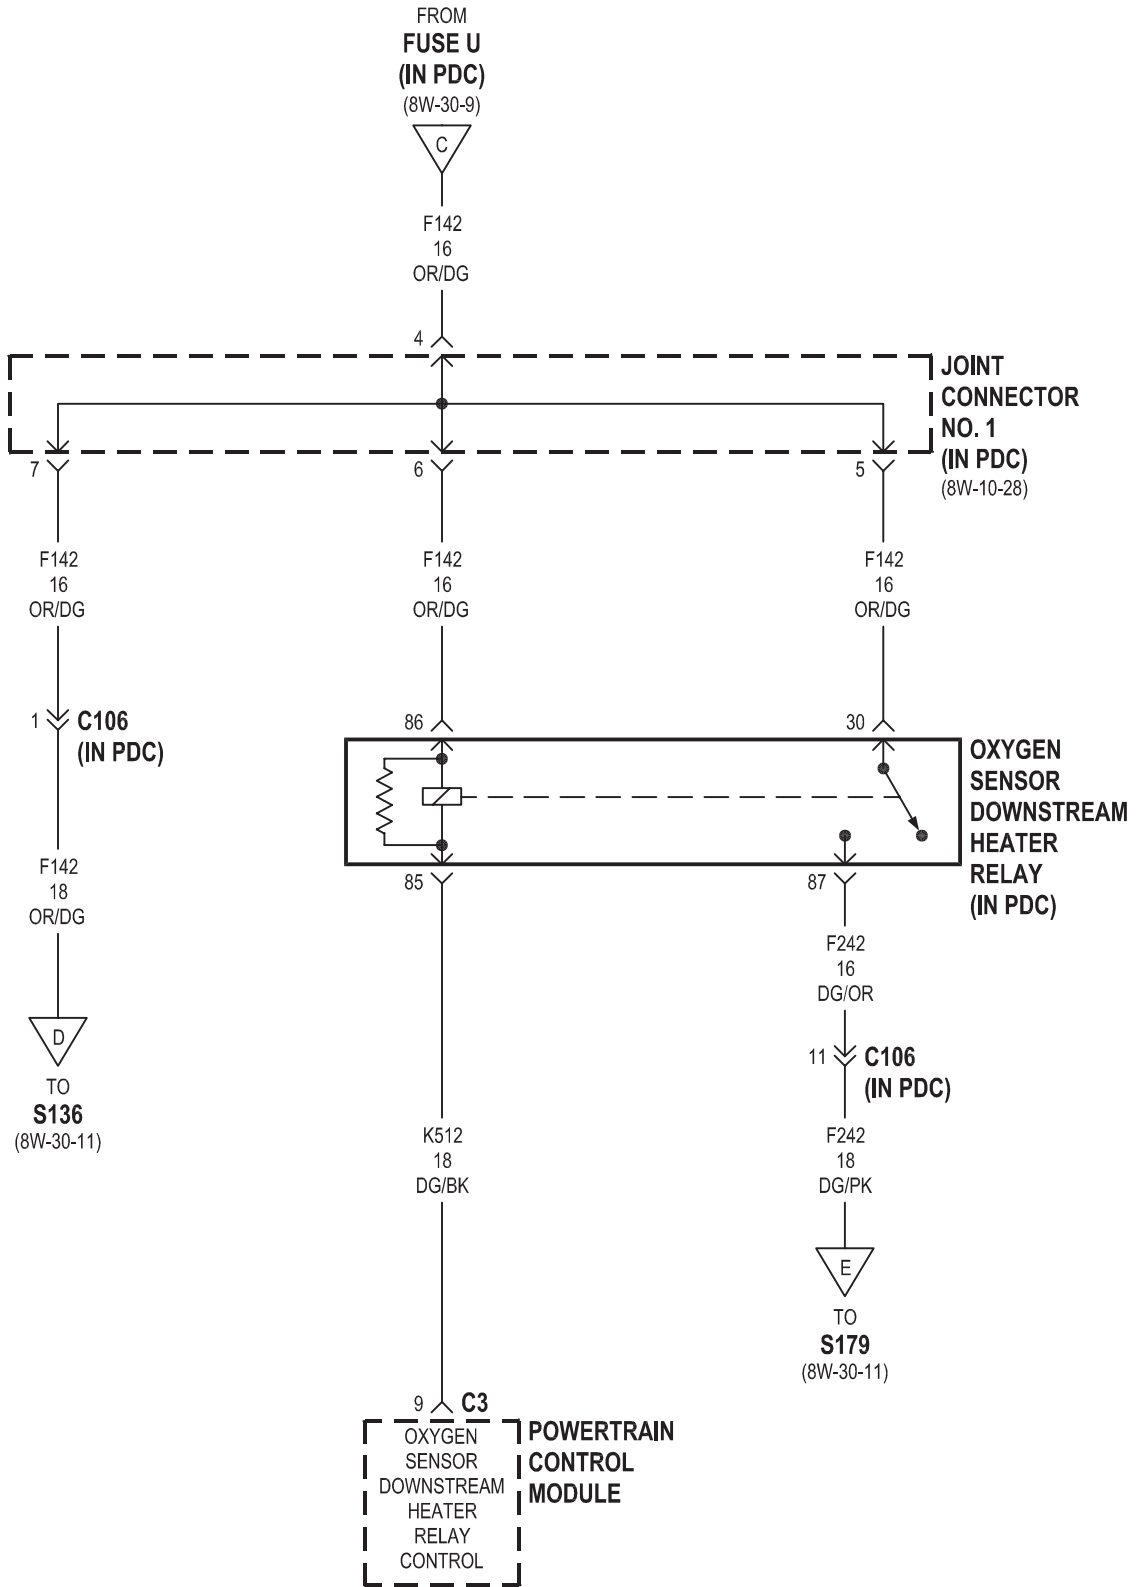 FROM
FUSE U
(IN PDC)
(8W-30-9)
C
F142
16
OR/DG
4
JOINT
CONNECTOR
NO. 1
(IN PDC)
(8W-10-28)
7
6
5
F142
16
OR/DG
F142
16
OR/DG
F142
16
OR/DG
1
C106
(IN PDC)
86
30
OXYGEN
SENSOR
DOWNSTREAM
HEATER
RELAY
(IN PDC)
85
87
F142
18
OR/DG
F242
16
DG/OR
D
TO
S136
(8W-30-11)
11
C106
(IN PDC)
K512
18
DG/BK
F242
18
DG/PK
E
TO
S179
(8W-30-11)
9
C3
OXYGEN
SENSOR
DOWNSTREAM
HEATER
RELAY
CONTROL
POWERTRAIN
CONTROL
MODULE